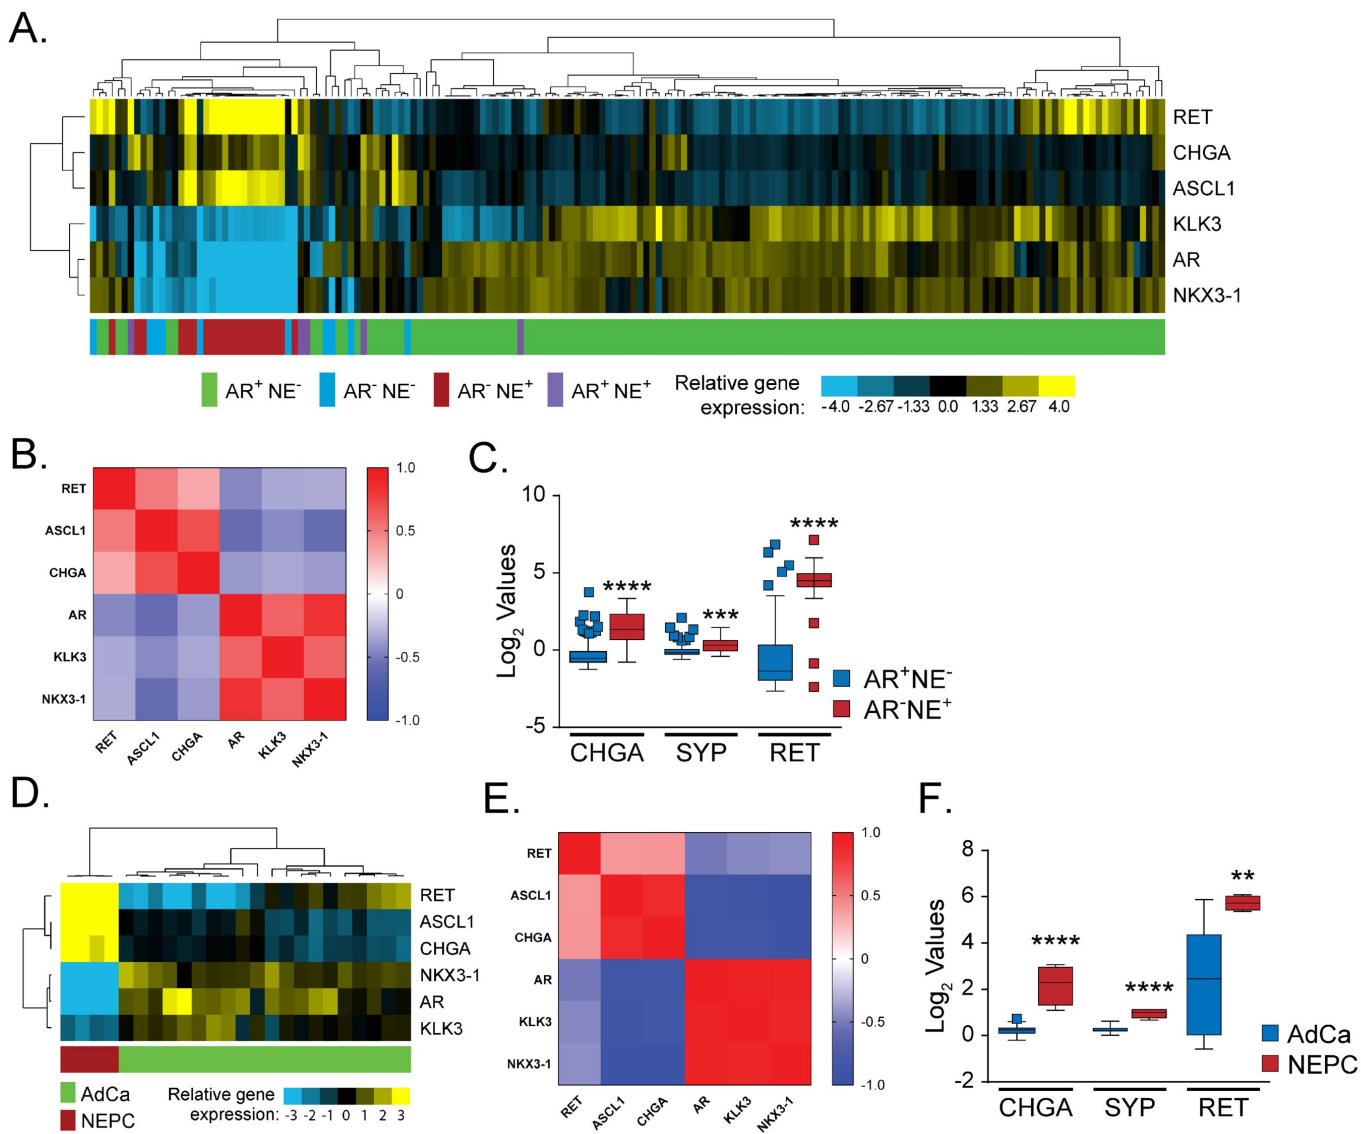 A.
RET
CHGA
ASCL1
KLK3
AR
NKX3-1
AR+ NE- AR- NE- AR- NE+ AR+ NE+
Relative gene
expression:
-4.0 -2.67 -1.33 0.0 1.33 2.67 4.0
B.
RET
ASCL1
CHGA
AR
KLK3
NKX3-1
1.0
0.5
0
-0.5
-1.0
RET ASCL1 CHGA AR KLK3 NKX3-1
C.
Log2 Values
10
5
0
-5
**** *** ****
AR+NE-
AR-NE+
CHGA SYP RET
D.
RET
ASCL1
CHGA
NKX3-1
AR
KLK3
AdCa
NEPC
Relative gene
expression:
-3 -2 -1 0 1 2 3
E.
RET
ASCL1
CHGA
AR
KLK3
NKX3-1
1.0
0.5
0
-0.5
-1.0
RET ASCL1 CHGA AR KLK3 NKX3-1
F.
Log2 Values
8
6
4
2
0
-2
**** **** **
AdCa
NEPC
CHGA SYP RET